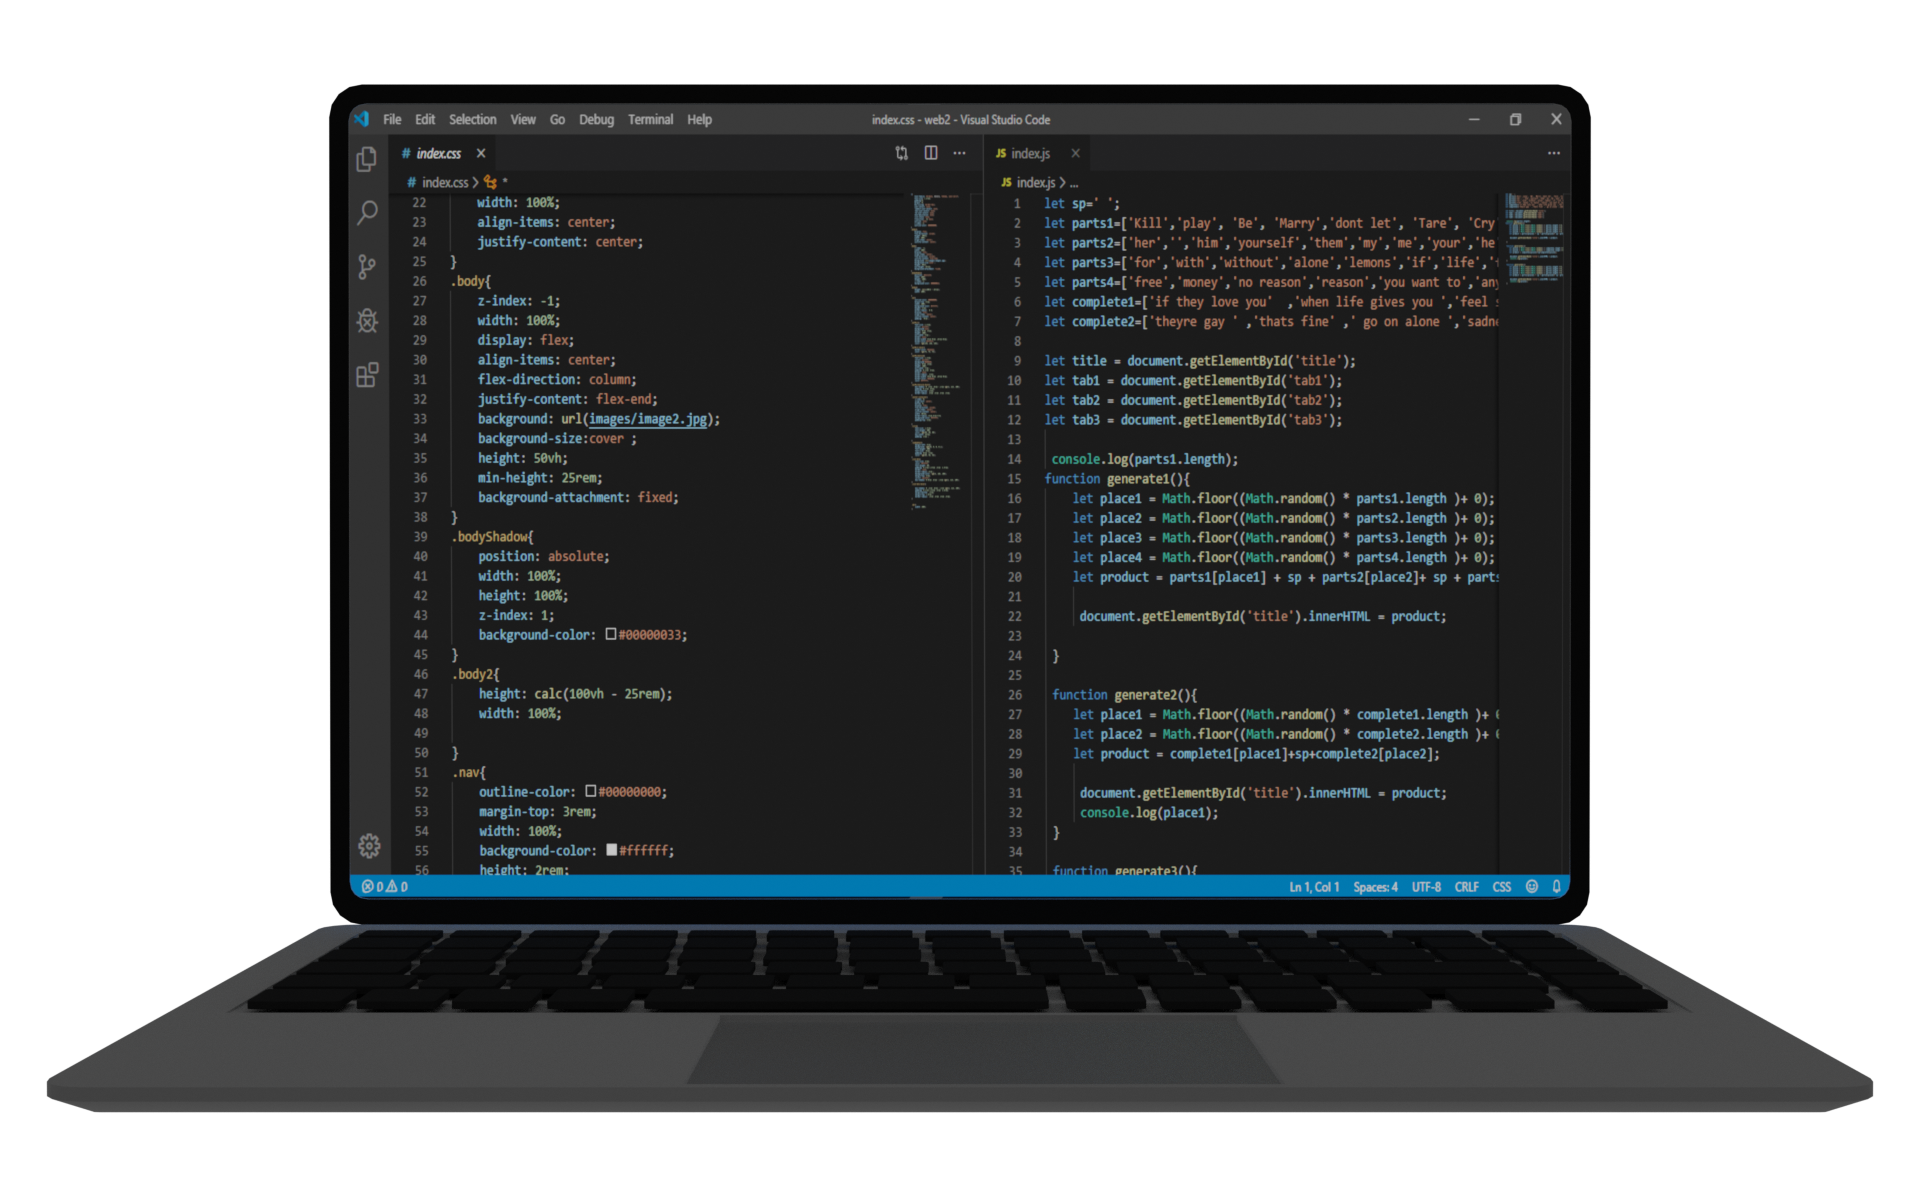 File Edit Selection View Go Debug Terminal Help
index.css - web2 - Visual Studio Code
# index.css
# index.css > *
22 width: 100%;
23 align-items: center;
24 justify-content: center;
25 }
26 .body{
27 z-index: -1;
28 width: 100%;
29 display: flex;
30 align-items: center;
31 flex-direction: column;
32 justify-content: flex-end;
33 background: url(images/image2.jpg);
34 background-size:cover ;
35 height: 50vh;
36 min-height: 25rem;
37 background-attachment: fixed;
38 }
39 .bodyShadow{
40 position: absolute;
41 width: 100%;
42 height: 100%;
43 z-index: 1;
44 background-color: #00000033;
45 }
46 .body2{
47 height: calc(100vh - 25rem);
48 width: 100%;
49
50 }
51 .nav{
52 outline-color: #00000000;
53 margin-top: 3rem;
54 width: 100%;
55 background-color: #ffffff;
56 height: 2rem;
JS index.js
JS index.js > ...
1 let sp=' ';
2 let parts1=['Kill','play', 'Be', 'Marry','dont let', 'Tare', 'Cry
3 let parts2=['her','','him','yourself','them','my','me','your','he
4 let parts3=['for','with','without','alone','lemons','if','life','
5 let parts4=['free','money','no reason','reason','you want to','any
6 let complete1=['if they love you' ,'when life gives you ','feel s
7 let complete2=['theyre gay ' ,'thats fine' ,' go on alone ','sadne
8
9 let title = document.getElementById('title');
10 let tab1 = document.getElementById('tab1');
11 let tab2 = document.getElementById('tab2');
12 let tab3 = document.getElementById('tab3');
13
14 console.log(parts1.length);
15 function generate1(){
16 let place1 = Math.floor((Math.random() * parts1.length )+ 0);
17 let place2 = Math.floor((Math.random() * parts2.length )+ 0);
18 let place3 = Math.floor((Math.random() * parts3.length )+ 0);
19 let place4 = Math.floor((Math.random() * parts4.length )+ 0);
20 let product = parts1[place1] + sp + parts2[place2]+ sp + parts
21
22 document.getElementById('title').innerHTML = product;
23
24 }
25
26 function generate2(){
27 let place1 = Math.floor((Math.random() * complete1.length )+ 0
28 let place2 = Math.floor((Math.random() * complete2.length )+ 0
29 let product = complete1[place1]+sp+complete2[place2];
30
31 document.getElementById('title').innerHTML = product;
32 console.log(place1);
33 }
34
35 function generate3(){
0 0
Ln 1, Col 1 Spaces: 4 UTF-8 CRLF CSS